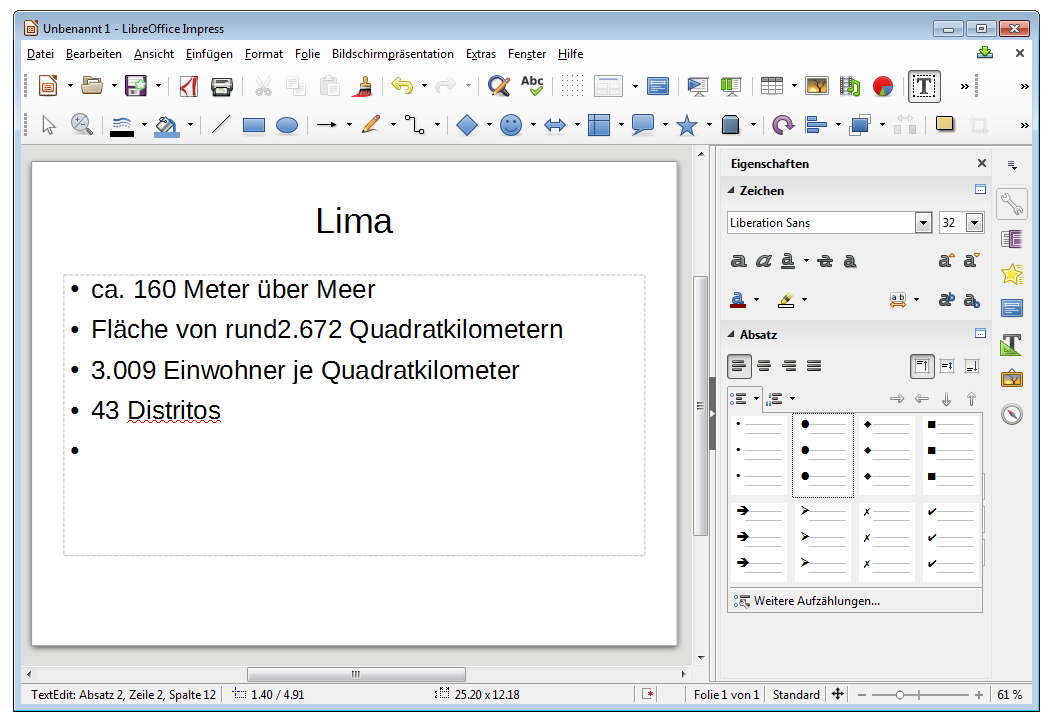 Unbenannt 1 - LibreOffice Impress
Datei Bearbeiten Ansicht Einfügen Format Folie Bildschirmpräsentation Extras Fenster Hilfe
Abc
T
Lima
• ca. 160 Meter über Meer
• Fläche von rund2.672 Quadratkilometern
• 3.009 Einwohner je Quadratkilometer
• 43 Distritos
•
Eigenschaften
Zeichen
Liberation Sans 32
Absatz
Weitere Aufzählungen...
TextEdit: Absatz 2, Zeile 2, Spalte 12 1.40 / 4.91 25.20 x 12.18 Folie 1 von 1 Standard 61 %